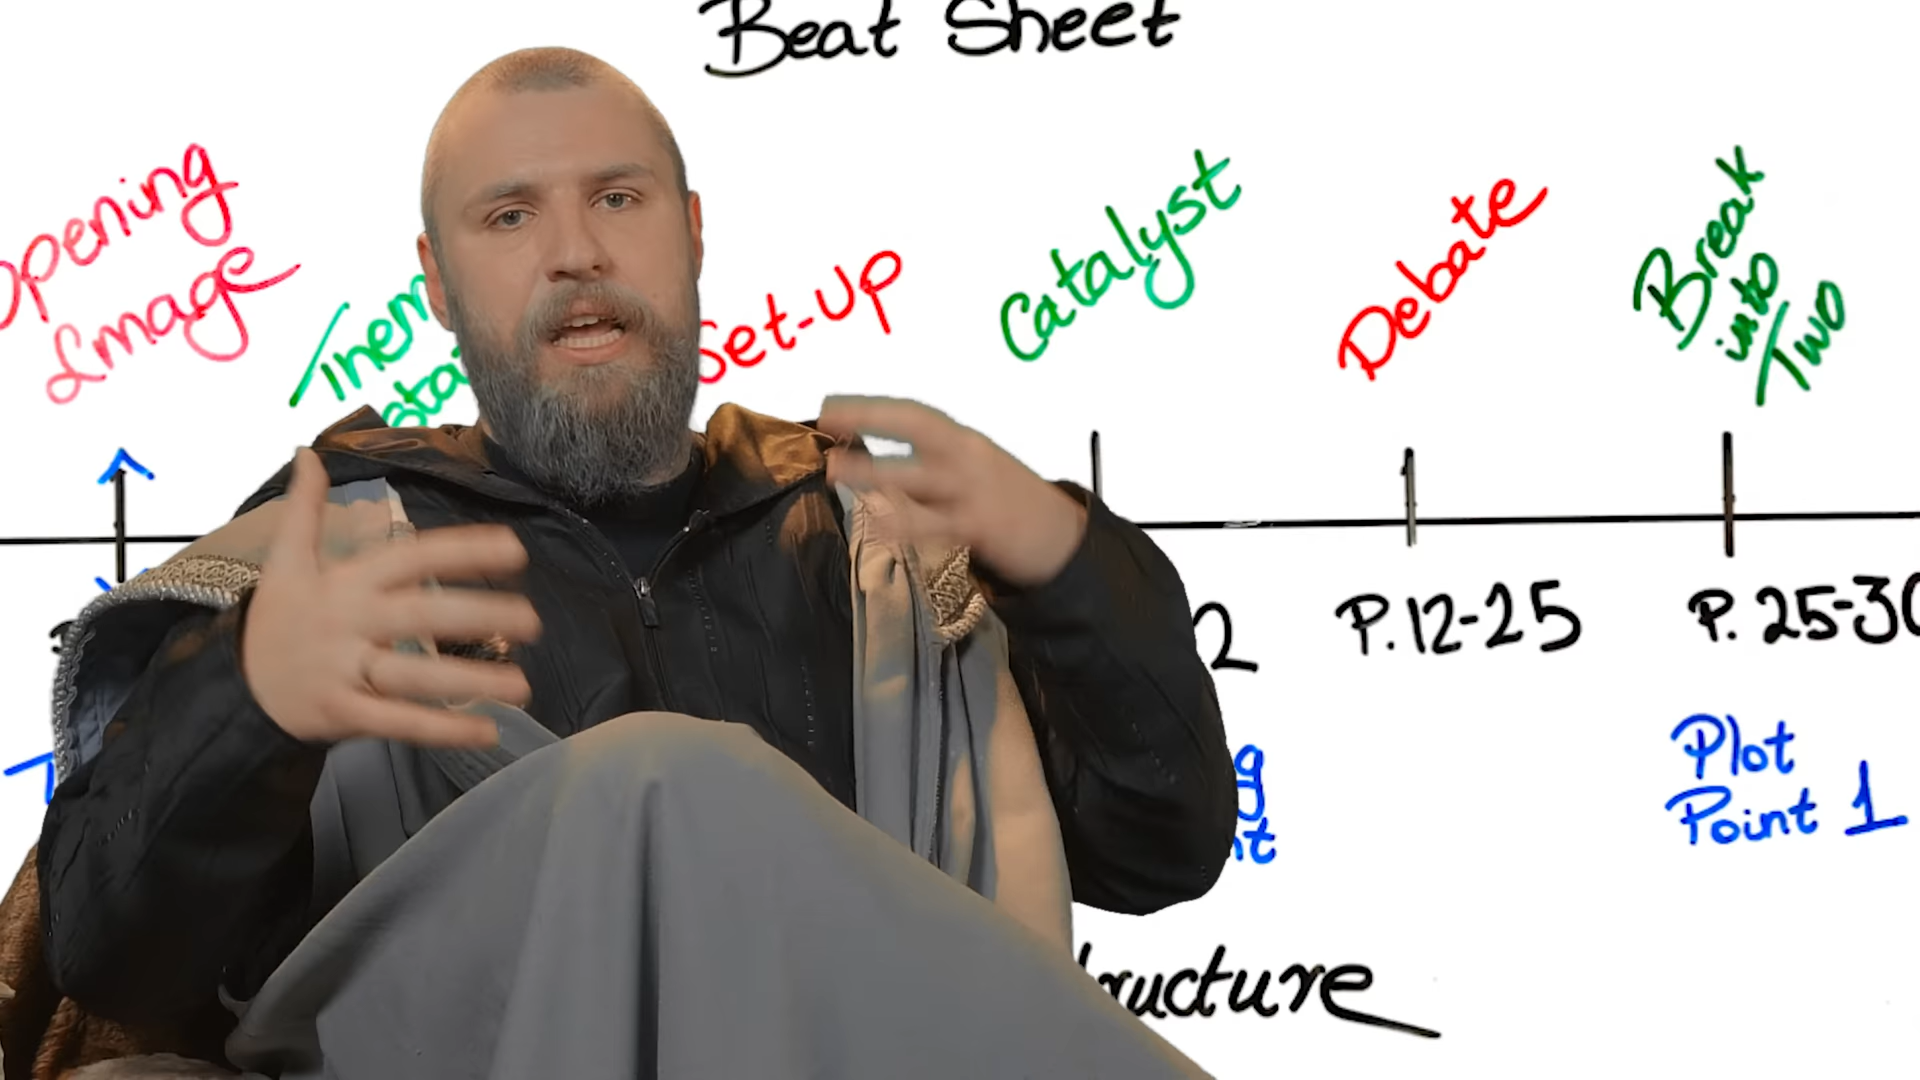 Beat Sheet
Opening
Image
Set-Up
Catalyst
Debate
Break
into
Two
P.12-25
P. 25-30
Plot
Point 1